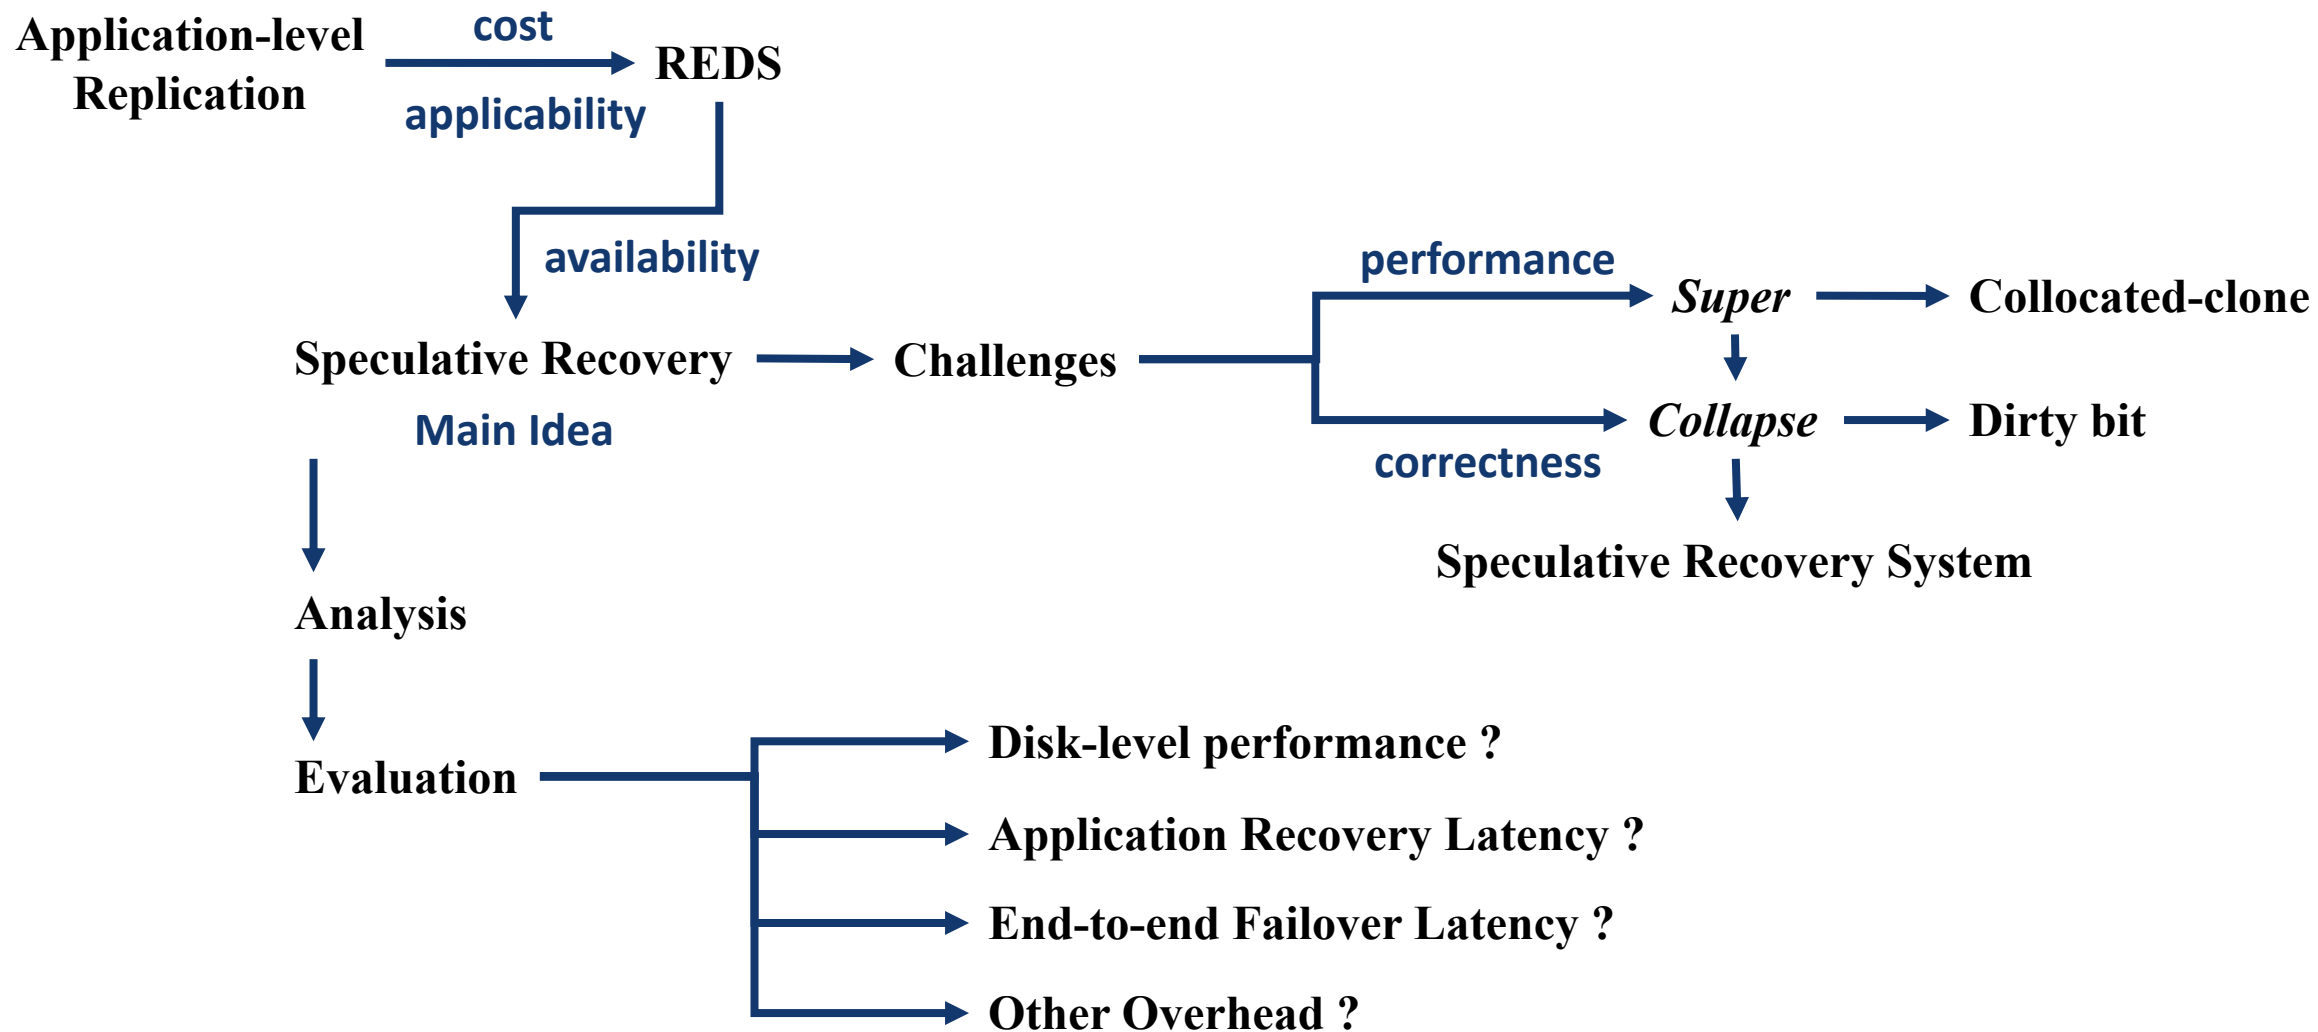 Application-level
Replication
cost
applicability
REDS
availability
Speculative Recovery
Main Idea
Challenges
performance
correctness
Super
Collocated-clone
Collapse
Dirty bit
Speculative Recovery System
Analysis
Evaluation
Disk-level performance ?
Application Recovery Latency ?
End-to-end Failover Latency ?
Other Overhead ?